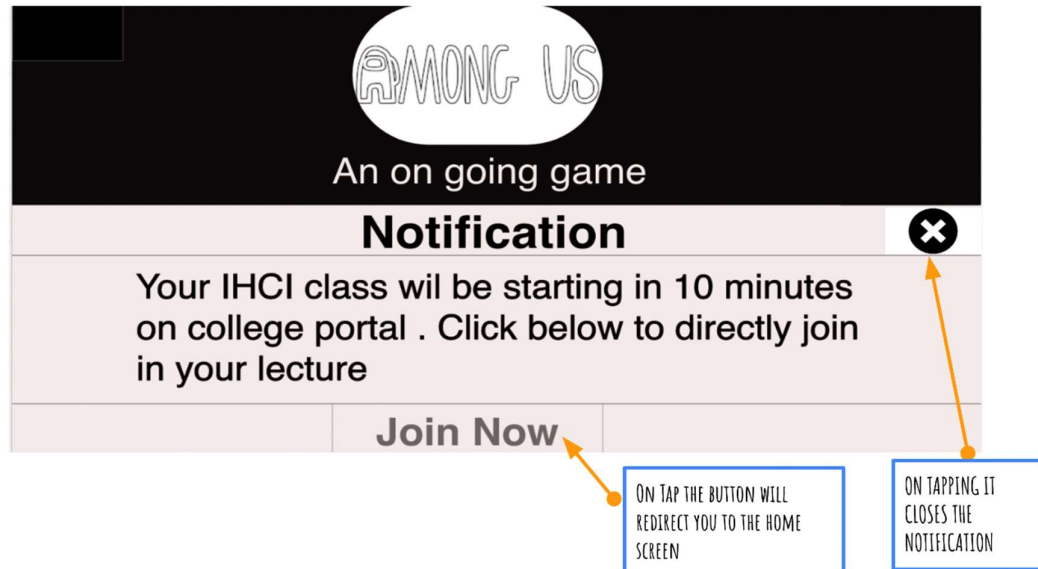 AMONG US
An on going game
Notification
Your IHCI class wil be starting in 10 minutes
on college portal . Click below to directly join
in your lecture
Join Now
ON TAP THE BUTTON WILL
REDIRECT YOU TO THE HOME
SCREEN
ON TAPPING IT
CLOSES THE
NOTIFICATION